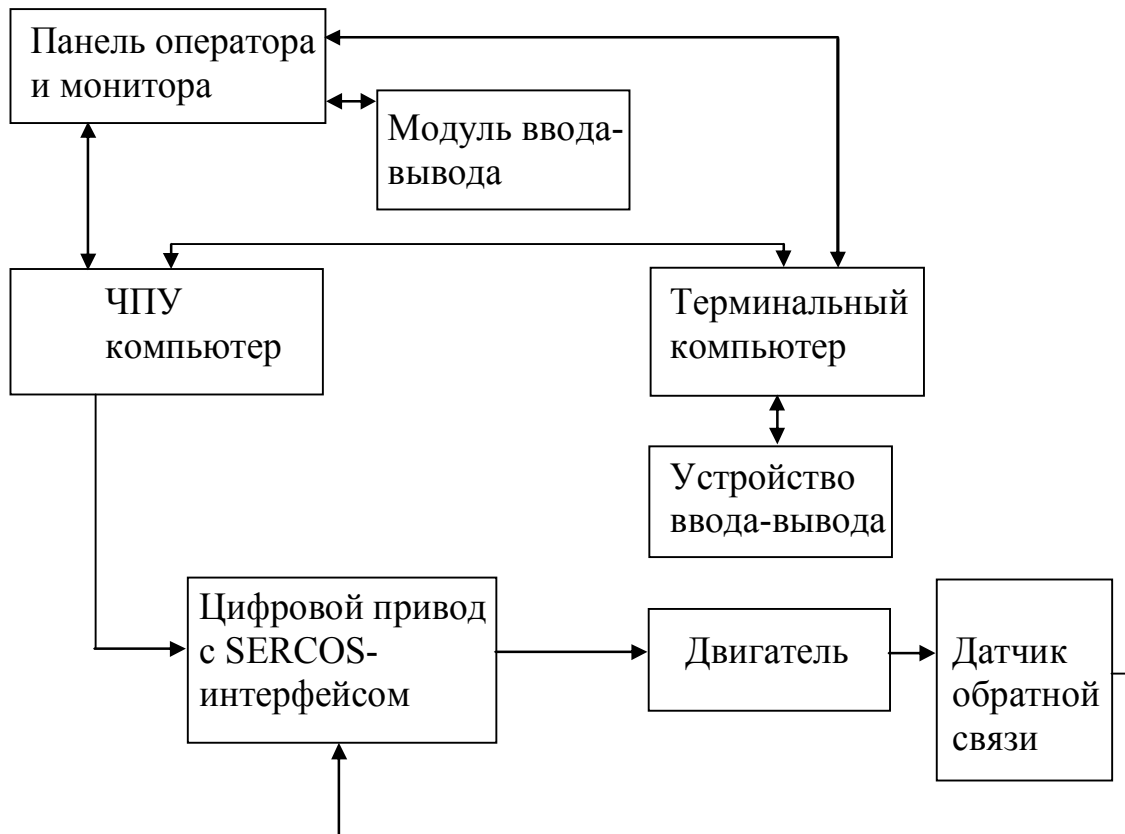 Панель оператора
и монитора
Модуль ввода-
вывода
ЧПУ
компьютер
Терминальный
компьютер
Устройство
ввода-вывода
Цифровой привод
с SERCOS-
интерфейсом
Двигатель
Датчик
обратной
связи